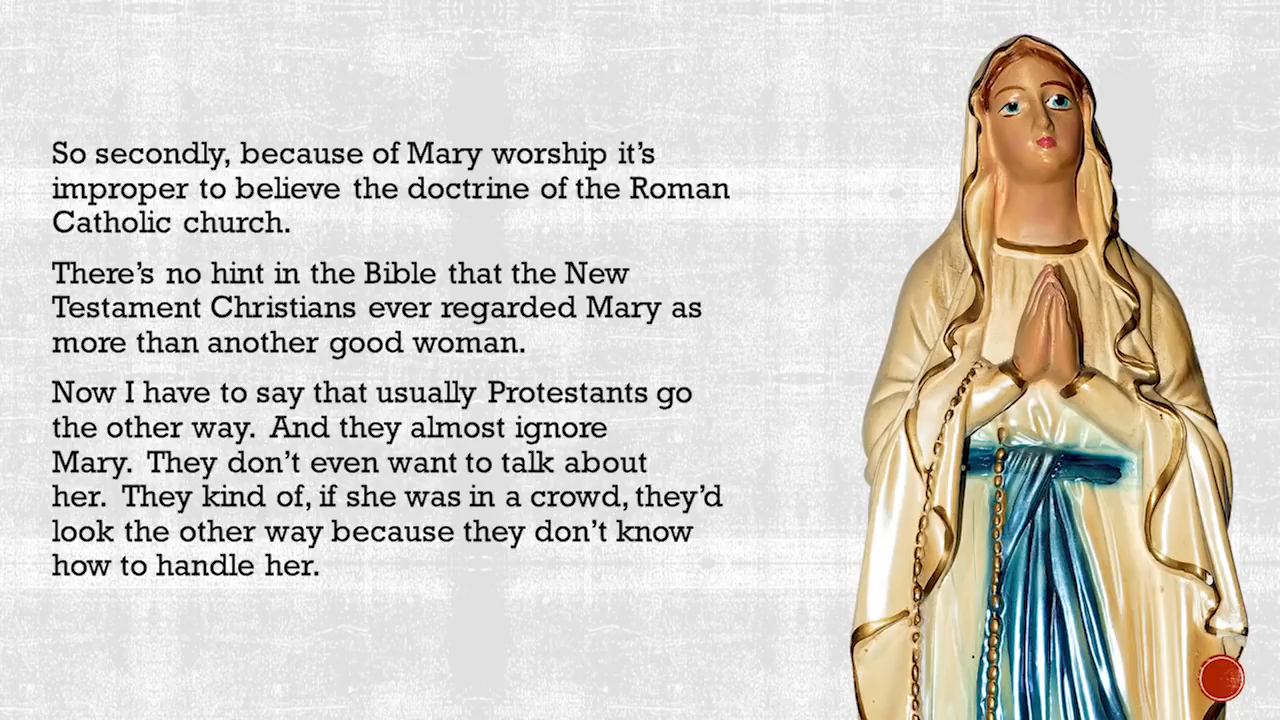 So secondly, because of Mary worship it’s
improper to believe the doctrine of the Roman
Catholic church.
There’s no hint in the Bible that the New
Testament Christians ever regarded Mary as
more than another good woman.
Now I have to say that usually Protestants go
the other way.  And they almost ignore
Mary.  They don’t even want to talk about
her.  They kind of, if she was in a crowd, they’d
look the other way because they don’t know
how to handle her.